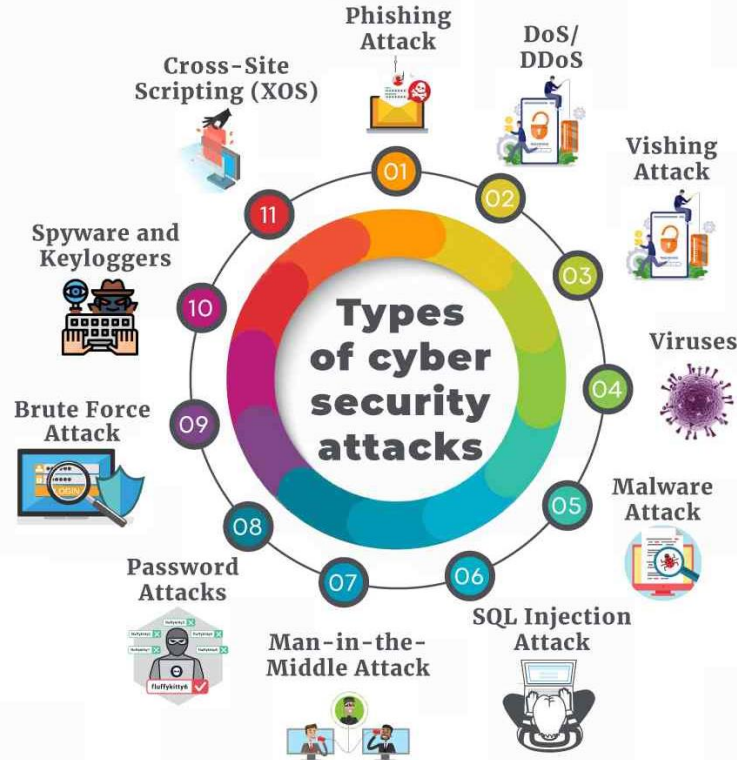 Types
of cyber
security
attacks
Phishing
Attack
01
DoS/
DDoS
02
Vishing
Attack
03
Viruses
04
Malware
Attack
05
SQL Injection
Attack
06
Man-in-the-
Middle Attack
07
Password
Attacks
08
fluffykitty6
Brute Force
Attack
09
LOGIN
Spyware and
Keyloggers
10
Cross-Site
Scripting (XOS)
11